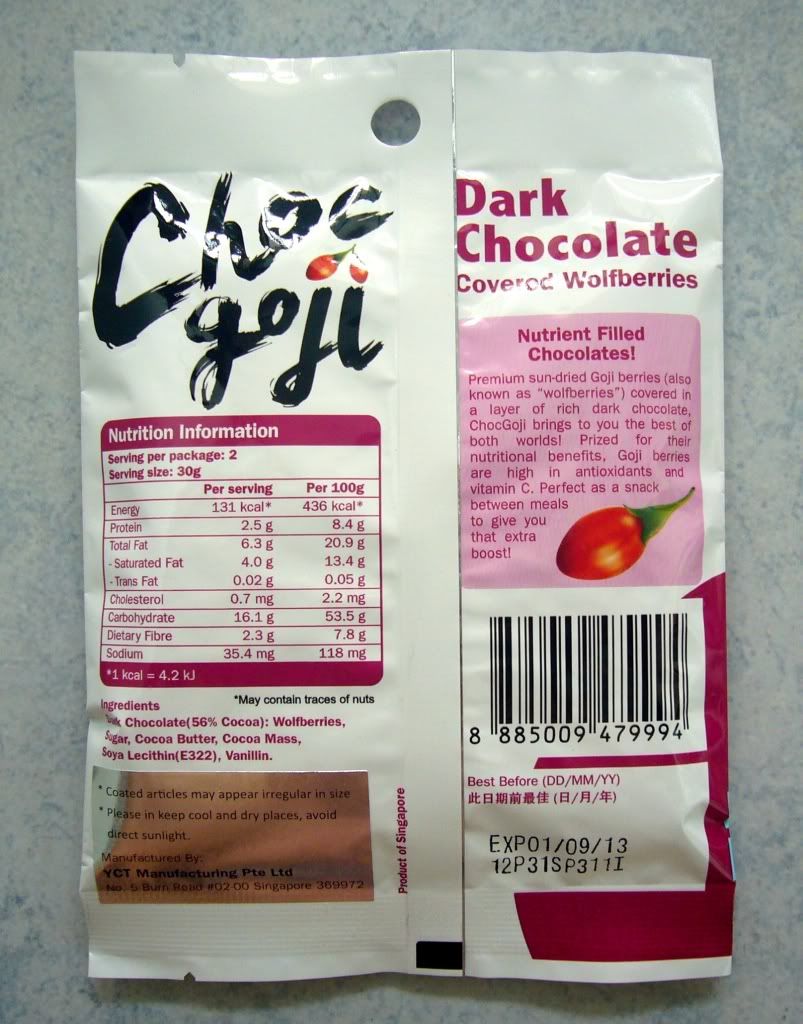 Choc
goji
Nutrition Information
Serving per package: 2
Serving size: 30g
Per serving Per 100g
Energy 131 kcal* 436 kcal*
Protein 2.5 g 8.4 g
Total Fat 6.3 g 20.9 g
- Saturated Fat 4.0 g 13.4 g
- Trans Fat 0.02 g 0.05 g
Cholesterol 0.7 mg 2.2 mg
Carbohydrate 16.1 g 53.5 g
Dietary Fibre 2.3 g 7.8 g
Sodium 35.4 mg 118 mg
*1 kcal = 4.2 kJ
*May contain traces of nuts
Ingredients
Dark Chocolate(56% Cocoa): Wolfberries,
Sugar, Cocoa Butter, Cocoa Mass,
Soya Lecithin(E322), Vanillin.
* Coated articles may appear irregular in size
* Please in keep cool and dry places, avoid
direct sunlight.
Manufactured By:
YCT Manufacturing Pte Ltd
No. 5 Burn Road #02-00 Singapore 369972
Product of Singapore
Dark
Chocolate
Covered Wolfberries
Nutrient Filled
Chocolates!
Premium sun-dried Goji berries (also
known as "wolfberries") covered in
a layer of rich dark chocolate,
ChocGoji brings to you the best of
both worlds! Prized for their
nutritional benefits, Goji berries
are high in antioxidants and
vitamin C. Perfect as a snack
between meals
to give you
that extra
boost!
8 885009 479994
Best Before (DD/MM/YY)
此日期前最佳 (日/月/年)
EXP01/09/13
12P31SP311I